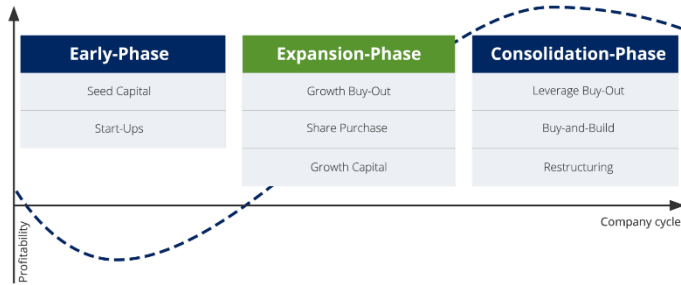 Early-Phase
Seed Capital
Start-Ups
Expansion-Phase
Growth Buy-Out
Share Purchase
Growth Capital
Consolidation-Phase
Leverage Buy-Out
Buy-and-Build
Restructuring
Company cycle
Profitability